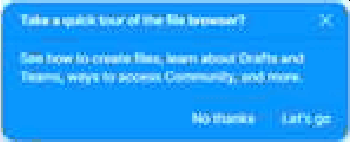 Take a quick tour of the file browser?
See how to create files, learn about Drafts and
Teams, ways to access Community, and more.
No thanks Let's go